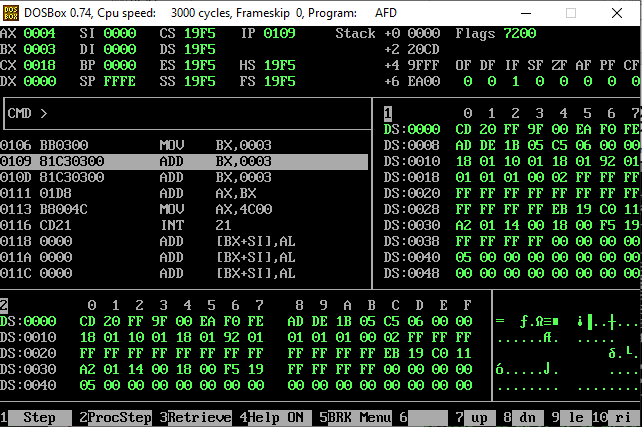 DOSBox 0.74, Cpu speed: 3000 cycles, Frameskip 0, Program: AFD
AX 0004 SI 0000 CS 19F5 IP 0109 Stack +0 0000 Flags 7200
BX 0003 DI 0000 DS 19F5 +2 20CD
CX 0018 BP 0000 ES 19F5 HS 19F5 +4 9FFF OF DF IF SF ZF AF PF CF
DX 0000 SP FFFE SS 19F5 FS 19F5 +6 EA00 0 0 1 0 0 0 0 0
CMD >
0106 BB0300 MOV BX,0003
0109 81C30300 ADD BX,0003
010D 81C30300 ADD BX,0003
0111 01D8 ADD AX,BX
0113 B8004C MOV AX,4C00
0116 CD21 INT 21
0118 0000 ADD [BX+SI],AL
011A 0000 ADD [BX+SI],AL
011C 0000 ADD [BX+SI],AL
1 0 1 2 3 4 5 6 7
DS:0000 CD 20 FF 9F 00 EA F0 FE
DS:0008 AD DE 1B 05 C5 06 00 00
DS:0010 18 01 10 01 18 01 92 01
DS:0018 01 01 01 00 02 FF FF FF
DS:0020 FF FF FF FF FF FF FF FF
DS:0028 FF FF FF FF EB 19 C0 11
DS:0030 A2 01 14 00 18 00 F5 19
DS:0038 FF FF FF FF 00 00 00 00
DS:0040 05 00 00 00 00 00 00 00
DS:0048 00 00 00 00 00 00 00 00
2 0 1 2 3 4 5 6 7 8 9 A B C D E F
DS:0000 CD 20 FF 9F 00 EA F0 FE AD DE 1B 05 C5 06 00 00
DS:0010 18 01 10 01 18 01 92 01 01 01 01 00 02 FF FF FF
DS:0020 FF FF FF FF FF FF FF FF FF FF FF FF EB 19 C0 11
DS:0030 A2 01 14 00 18 00 F5 19 FF FF FF FF 00 00 00 00
DS:0040 05 00 00 00 00 00 00 00 00 00 00 00 00 00 00 00
1 Step 2 ProcStep 3 Retrieve 4 Help ON 5 BRK Menu 6 7 up 8 dn 9 le 10 ri